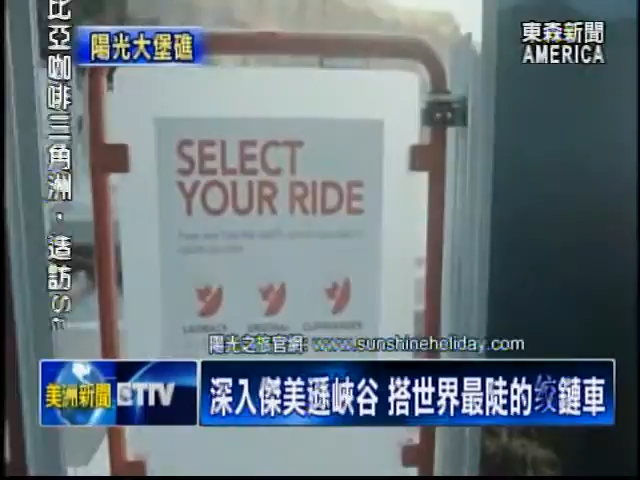 陽光大堡礁
東森新聞
AMERICA
比亞咖啡三角洲．造訪S
SELECT
YOUR RIDE
陽光之旅官網: www.sunshineholiday.com
美洲新聞 ETTV
深入傑美遜峽谷 搭世界最陡的絞鏈車